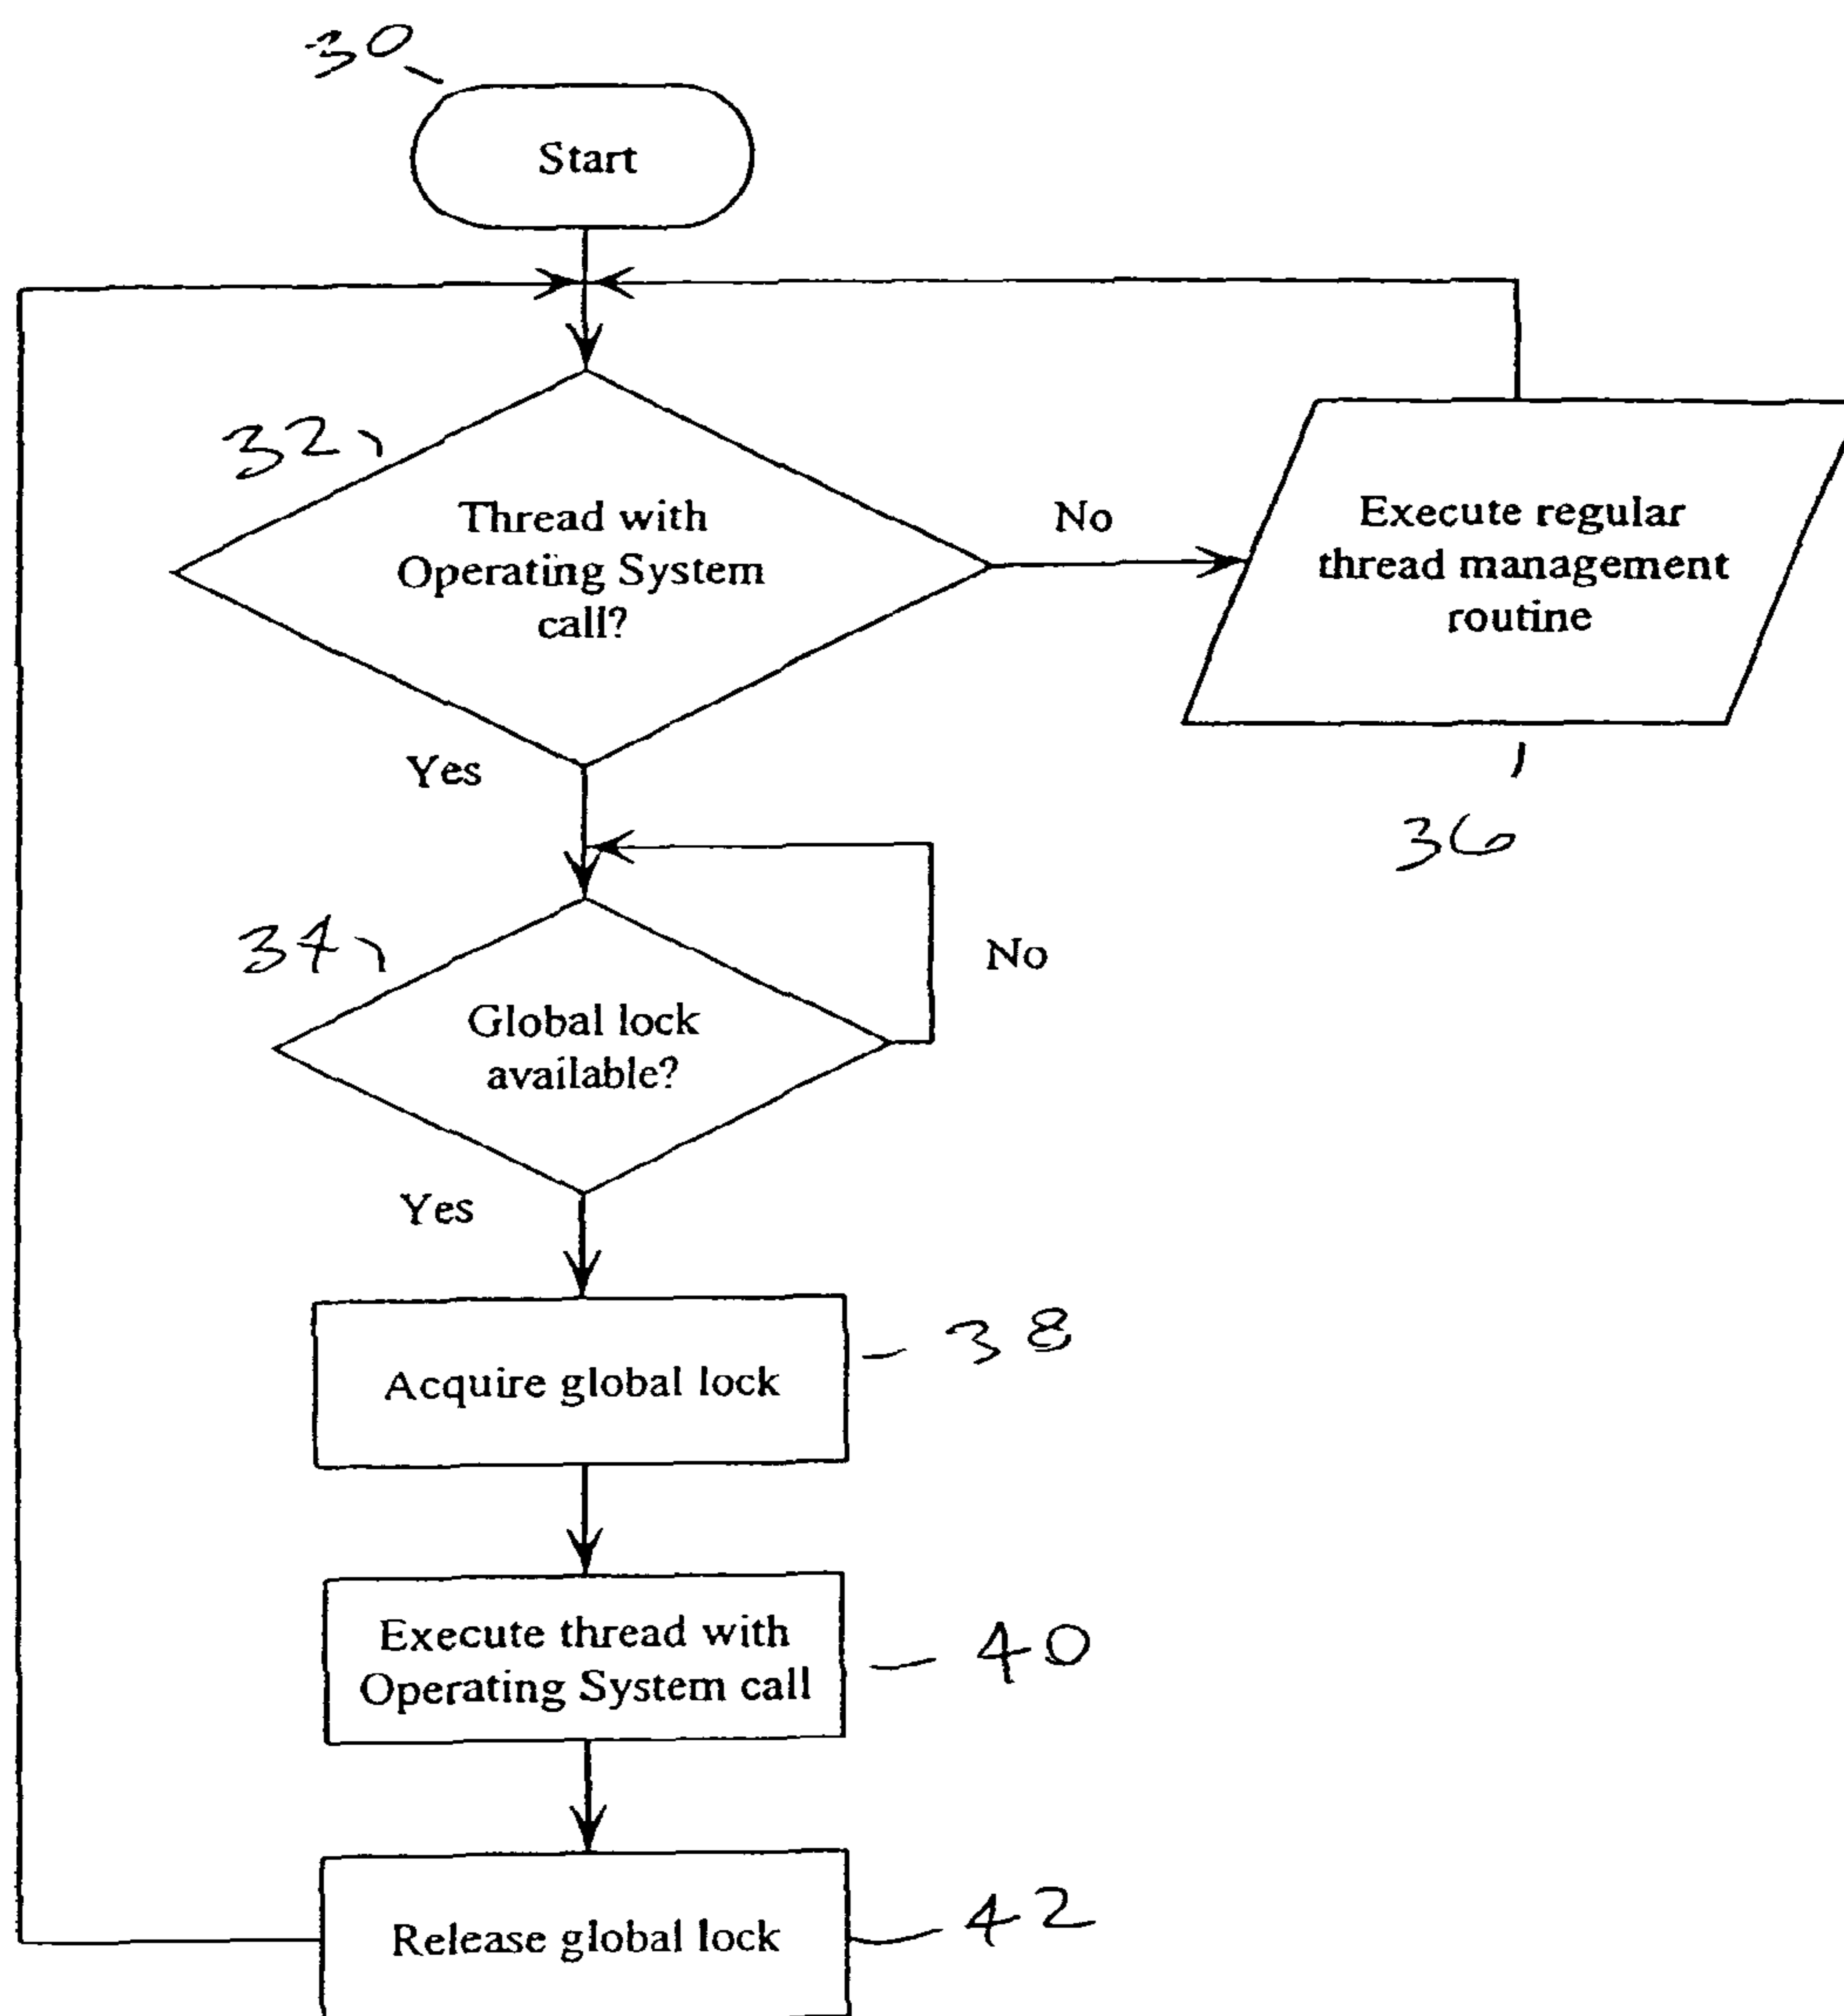 30
Start
32
Thread with
Operating System
call?
No
Execute regular
thread management
routine
36
Yes
34
Global lock
available?
No
Yes
Acquire global lock
38
Execute thread with
Operating System call
40
Release global lock
42